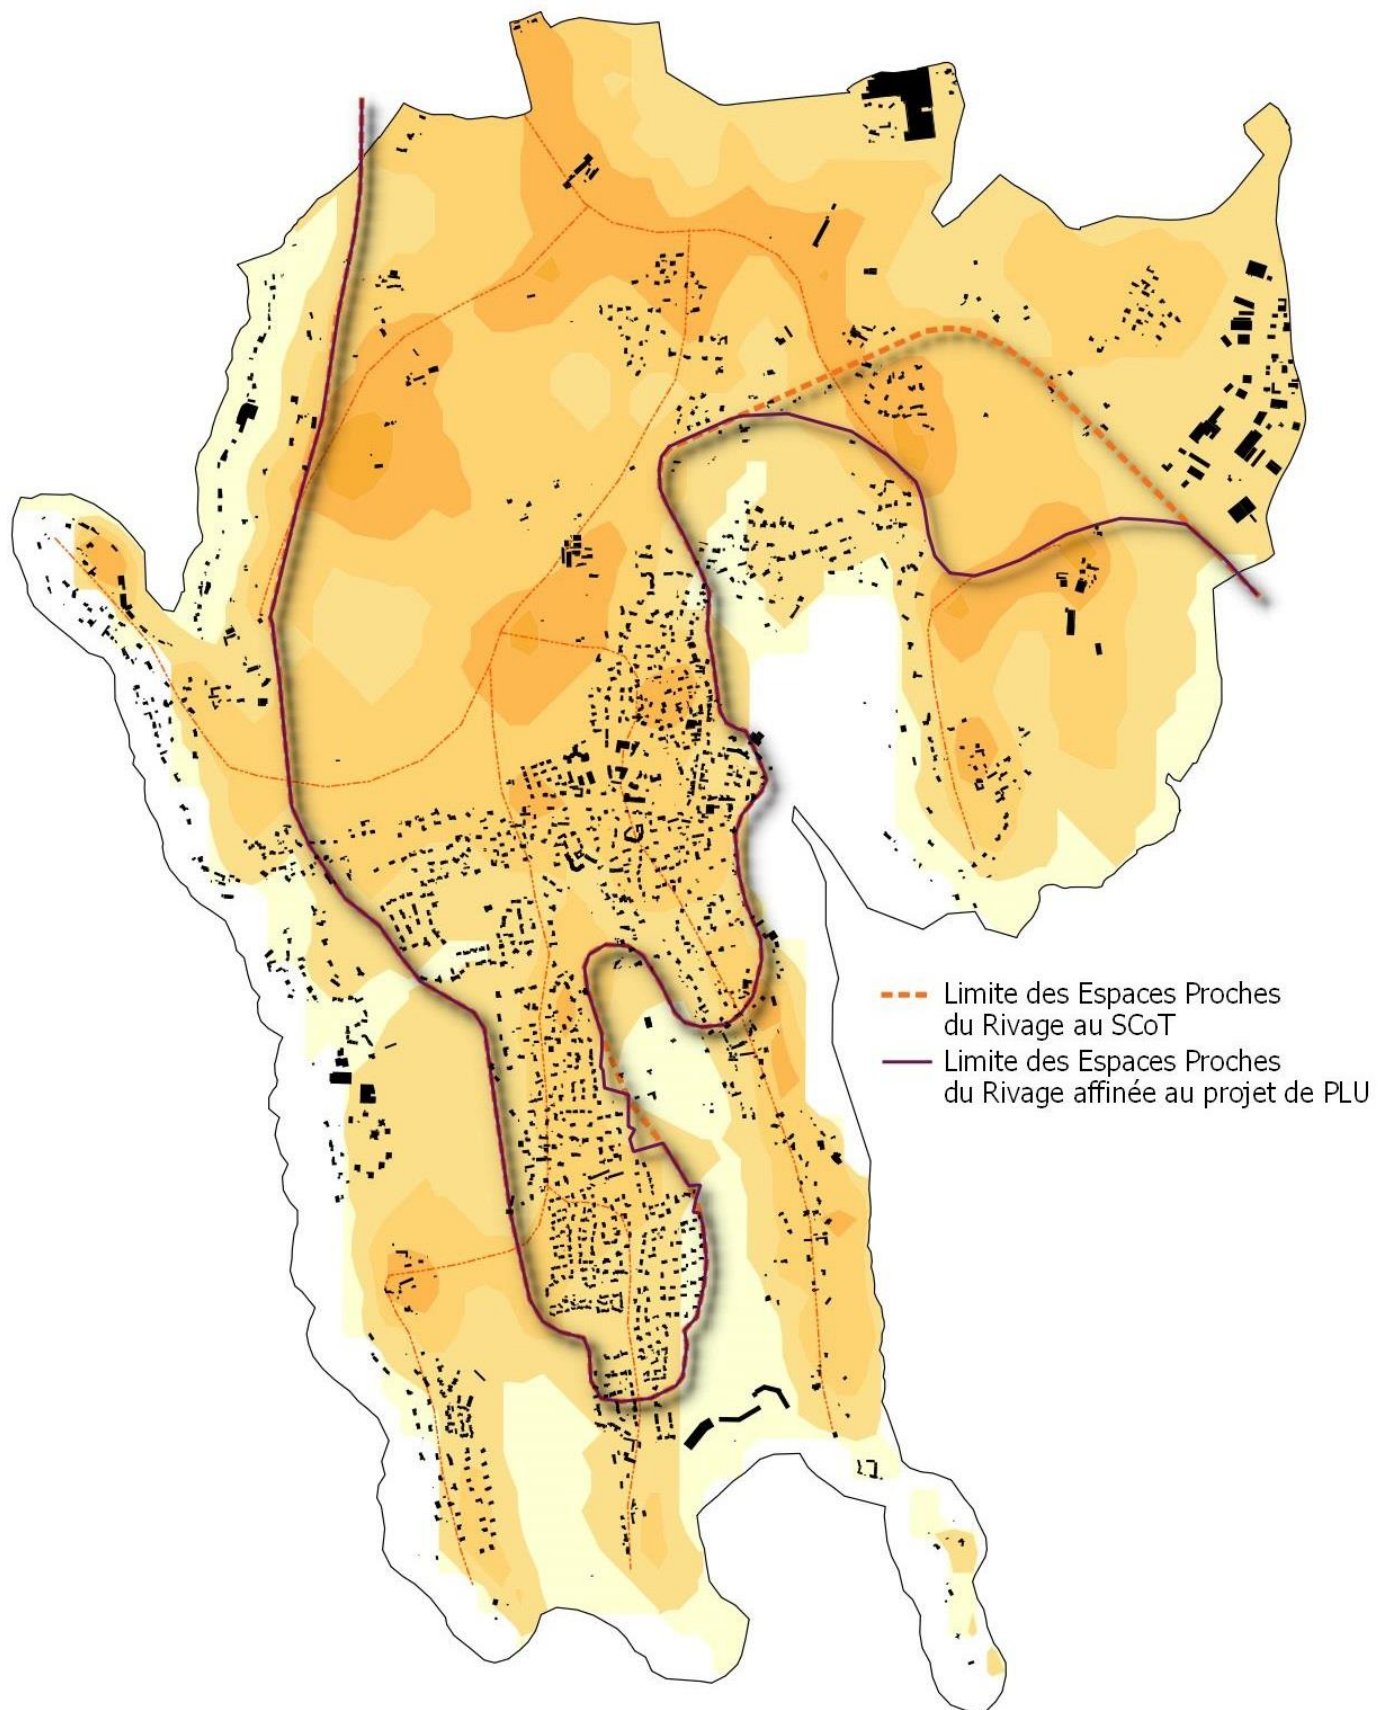 Limite des Espaces Proches
du Rivage au SCoT
Limite des Espaces Proches
du Rivage affinée au projet de PLU